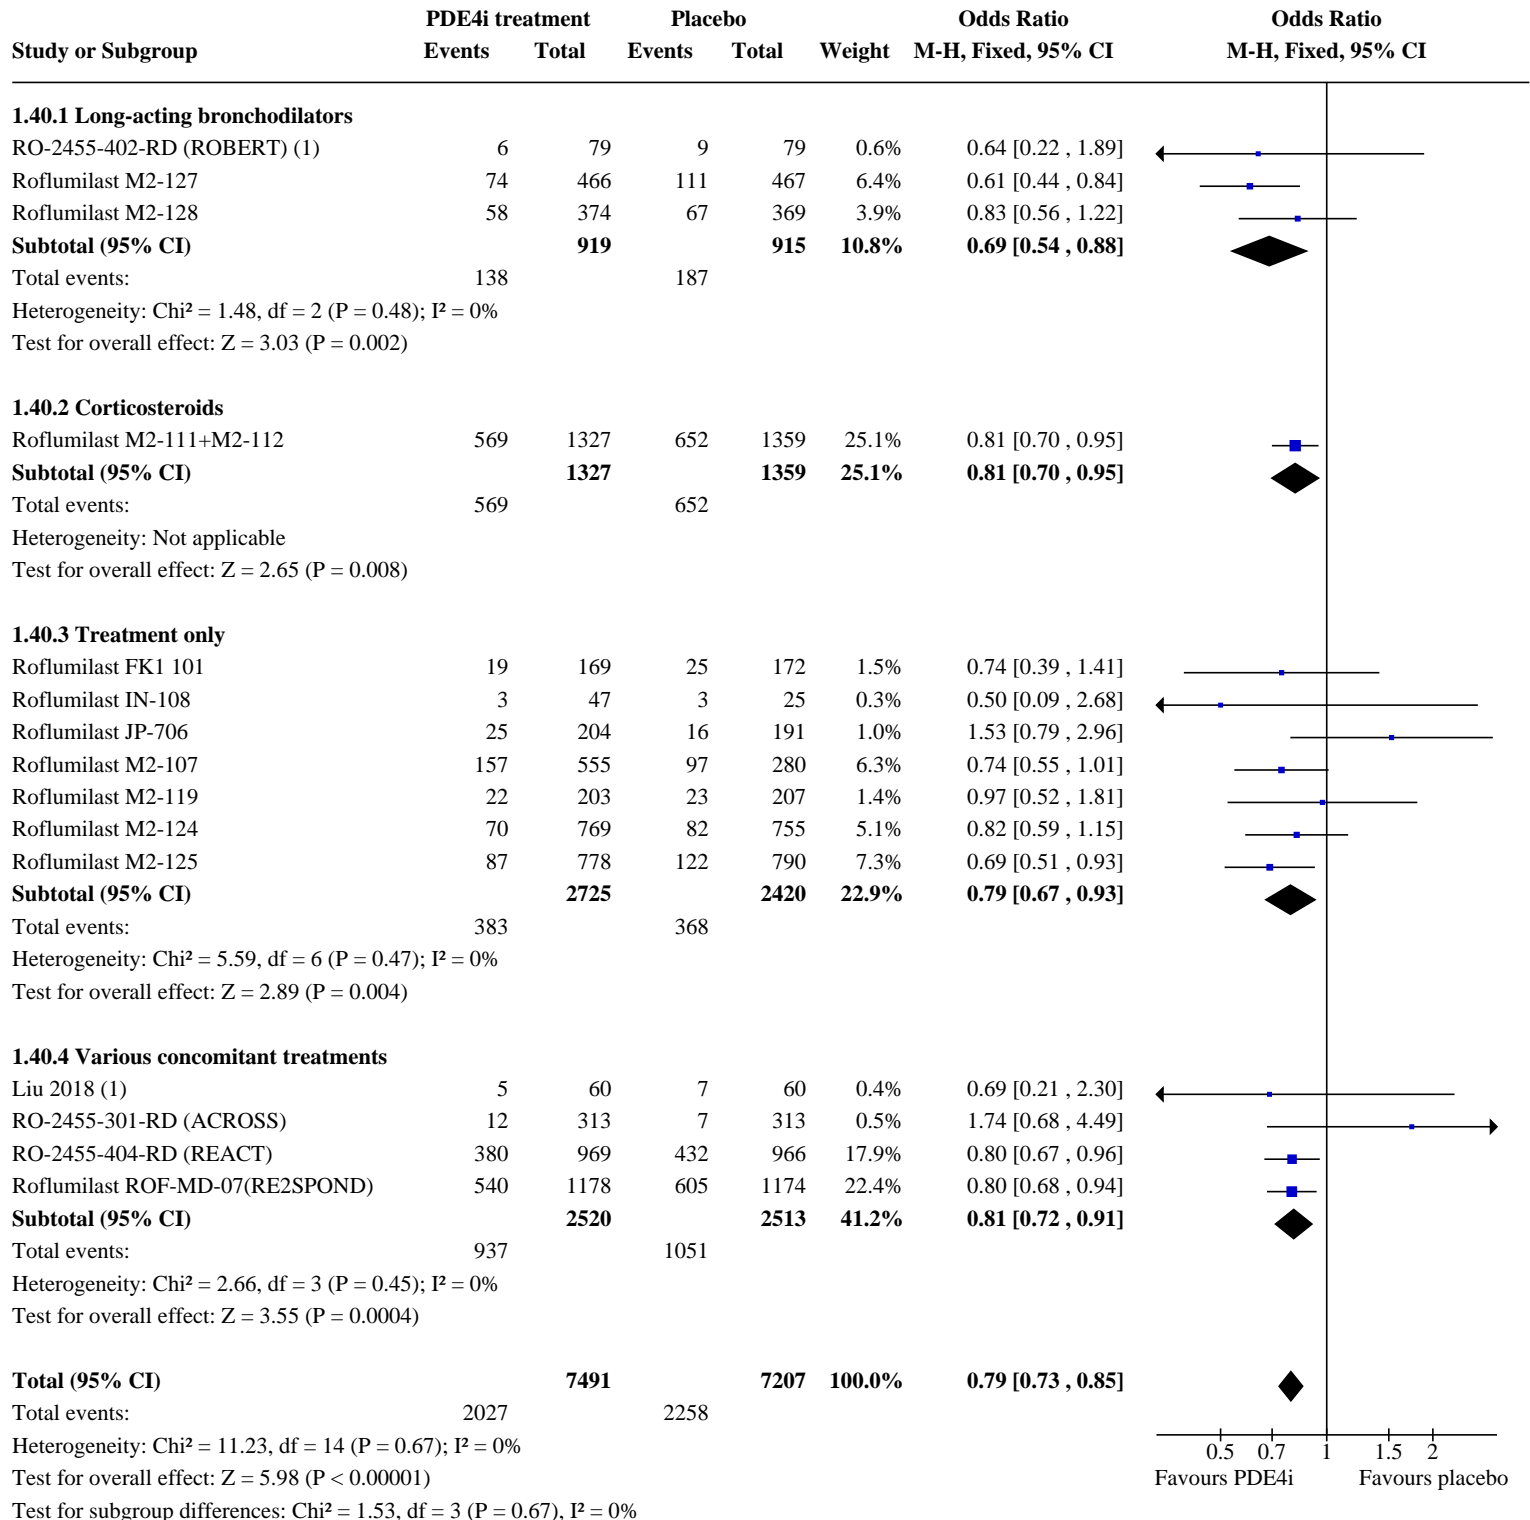 PDE4i treatment Placebo Odds Ratio Odds Ratio
Study or Subgroup Events Total Events Total Weight M-H, Fixed, 95% CI M-H, Fixed, 95% CI
1.40.1 Long-acting bronchodilators
RO-2455-402-RD (ROBERT) (1) 6 79 9 79 0.6% 0.64 [0.22 , 1.89]
Roflumilast M2-127 74 466 111 467 6.4% 0.61 [0.44 , 0.84]
Roflumilast M2-128 58 374 67 369 3.9% 0.83 [0.56 , 1.22]
Subtotal (95% CI) 919 915 10.8% 0.69 [0.54 , 0.88]
Total events: 138 187
Heterogeneity: Chi² = 1.48, df = 2 (P = 0.48); I² = 0%
Test for overall effect: Z = 3.03 (P = 0.002)
1.40.2 Corticosteroids
Roflumilast M2-111+M2-112 569 1327 652 1359 25.1% 0.81 [0.70 , 0.95]
Subtotal (95% CI) 1327 1359 25.1% 0.81 [0.70 , 0.95]
Total events: 569 652
Heterogeneity: Not applicable
Test for overall effect: Z = 2.65 (P = 0.008)
1.40.3 Treatment only
Roflumilast FK1 101 19 169 25 172 1.5% 0.74 [0.39 , 1.41]
Roflumilast IN-108 3 47 3 25 0.3% 0.50 [0.09 , 2.68]
Roflumilast JP-706 25 204 16 191 1.0% 1.53 [0.79 , 2.96]
Roflumilast M2-107 157 555 97 280 6.3% 0.74 [0.55 , 1.01]
Roflumilast M2-119 22 203 23 207 1.4% 0.97 [0.52 , 1.81]
Roflumilast M2-124 70 769 82 755 5.1% 0.82 [0.59 , 1.15]
Roflumilast M2-125 87 778 122 790 7.3% 0.69 [0.51 , 0.93]
Subtotal (95% CI) 2725 2420 22.9% 0.79 [0.67 , 0.93]
Total events: 383 368
Heterogeneity: Chi² = 5.59, df = 6 (P = 0.47); I² = 0%
Test for overall effect: Z = 2.89 (P = 0.004)
1.40.4 Various concomitant treatments
Liu 2018 (1) 5 60 7 60 0.4% 0.69 [0.21 , 2.30]
RO-2455-301-RD (ACROSS) 12 313 7 313 0.5% 1.74 [0.68 , 4.49]
RO-2455-404-RD (REACT) 380 969 432 966 17.9% 0.80 [0.67 , 0.96]
Roflumilast ROF-MD-07(RE2SPOND) 540 1178 605 1174 22.4% 0.80 [0.68 , 0.94]
Subtotal (95% CI) 2520 2513 41.2% 0.81 [0.72 , 0.91]
Total events: 937 1051
Heterogeneity: Chi² = 2.66, df = 3 (P = 0.45); I² = 0%
Test for overall effect: Z = 3.55 (P = 0.0004)
Total (95% CI) 7491 7207 100.0% 0.79 [0.73 , 0.85]
Total events: 2027 2258
Heterogeneity: Chi² = 11.23, df = 14 (P = 0.67); I² = 0%
0.5 0.7 1 1.5 2
Test for overall effect: Z = 5.98 (P < 0.00001)
Favours PDE4i Favours placebo
Test for subgroup differences: Chi² = 1.53, df = 3 (P = 0.67), I² = 0%